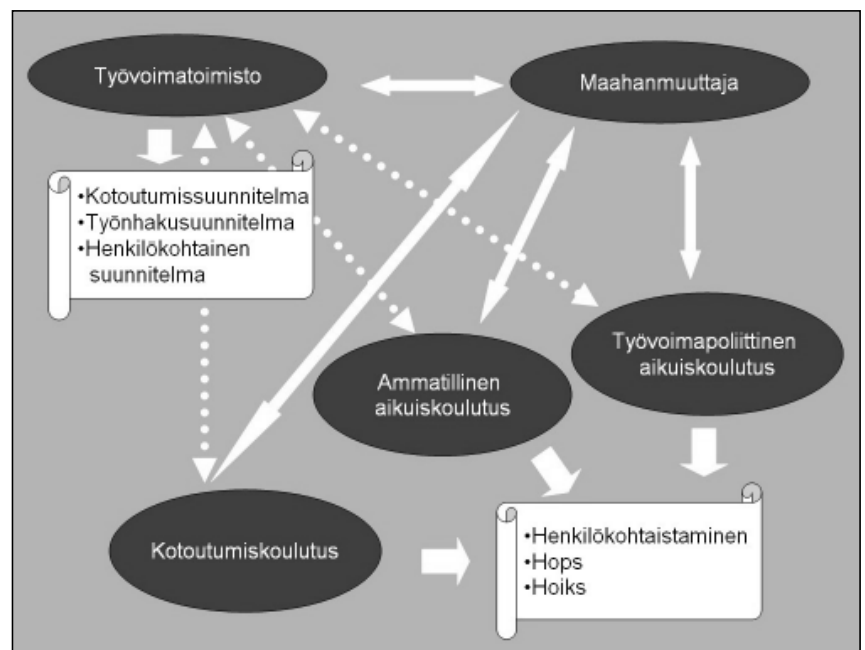 Työvoimatoimisto
Maahanmuuttaja
•Kotoutumissuunnitelma
•Työnhakusuunnitelma
•Henkilökohtainen
suunnitelma
Työvoimapoliittinen
aikuiskoulutus
Ammatillinen
aikuiskoulutus
Kotoutumiskoulutus
•Henkilökohtaistaminen
•Hops
•Hoiks